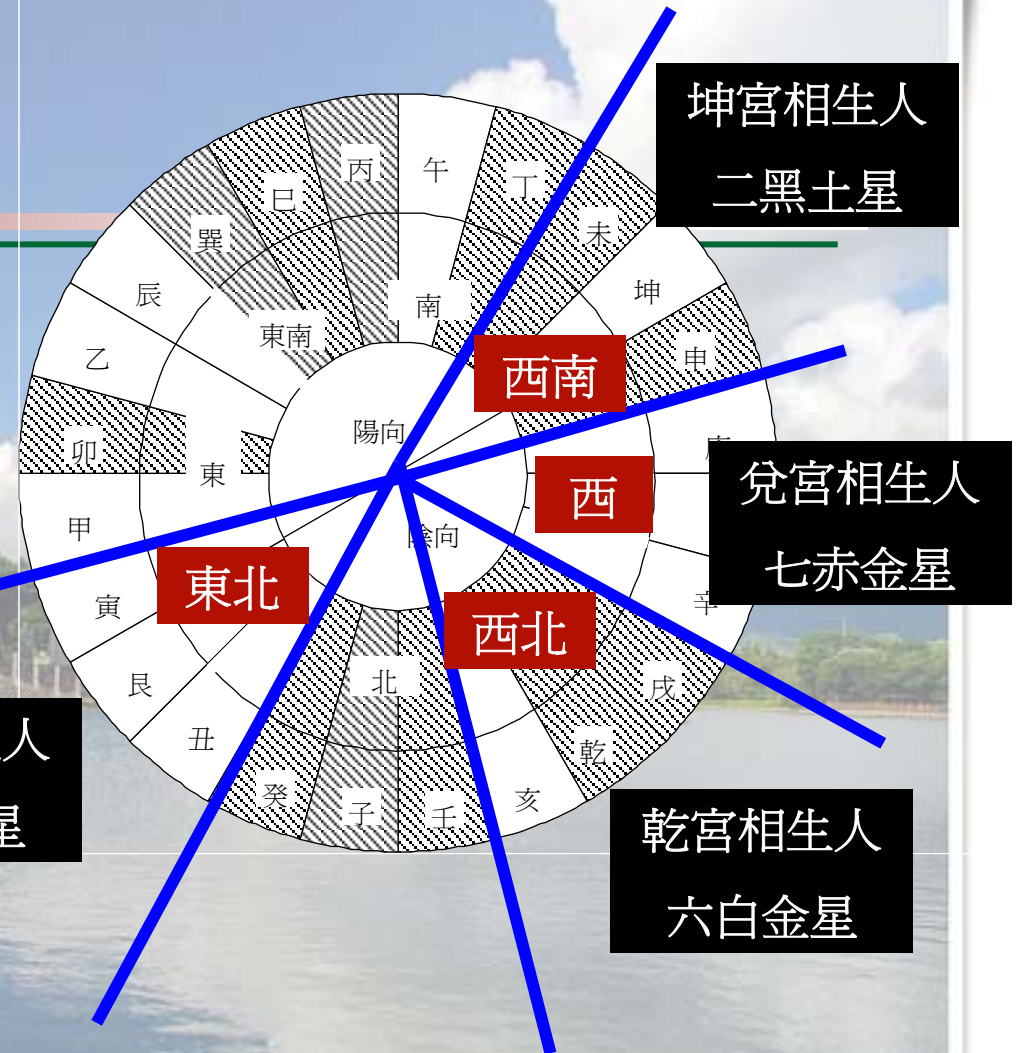 坤宮相生人
二黑土星
丙
午
丁
巳
未
巽
坤
辰
南
東南
西南
申
乙
陽向
卯
東
西
兌宮相生人
七赤金星
甲
陰向
東北
寅
辛
西北
艮
北
戌
人
星
丑
乾
癸
子
壬
亥
乾宮相生人
六白金星